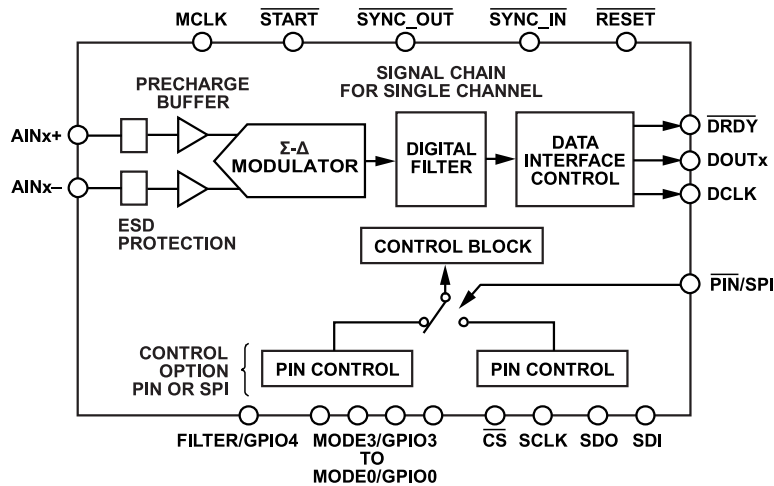 MCLK START SYNC_OUT SYNC_IN RESET
PRECHARGE
BUFFER
SIGNAL CHAIN
FOR SINGLE CHANNEL
AINx+
AINx–
Σ-Δ
MODULATOR
DIGITAL
FILTER
DATA
INTERFACE
CONTROL
DRDY
DOUTx
DCLK
ESD
PROTECTION
CONTROL BLOCK
PIN/SPI
CONTROL
OPTION
PIN OR SPI
PIN CONTROL
PIN CONTROL
FILTER/GPIO4
MODE3/GPIO3
TO
MODE0/GPIO0
CS SCLK SDO SDI